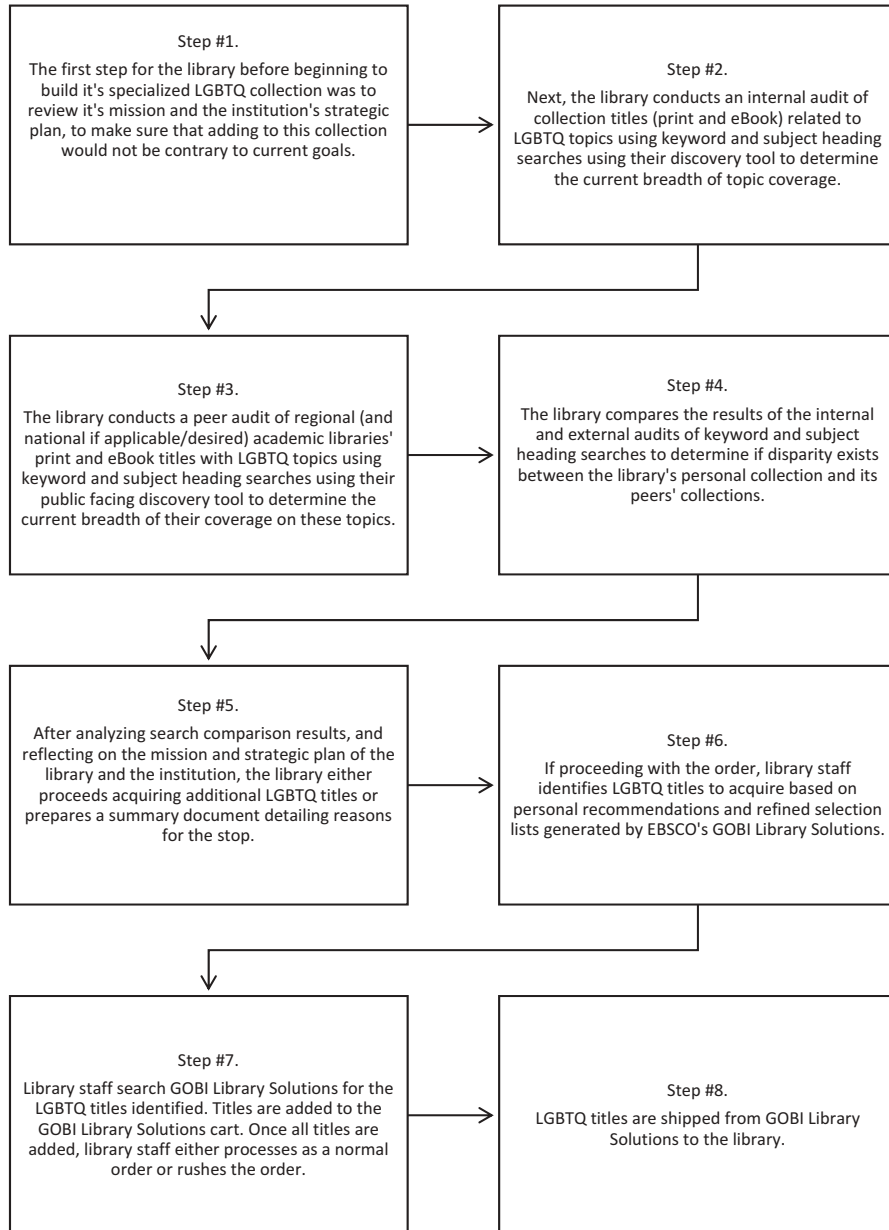 Step #1.
The first step for the library before beginning to
build it's specialized LGBTQ collection was to
review it's mission and the institution's strategic
plan, to make sure that adding to this collection
would not be contrary to current goals.
Step #2.
Next, the library conducts an internal audit of
collection titles (print and eBook) related to
LGBTQ topics using keyword and subject heading
searches using their discovery tool to determine
the current breadth of topic coverage.
Step #3.
The library conducts a peer audit of regional (and
national if applicable/desired) academic libraries'
print and eBook titles with LGBTQ topics using
keyword and subject heading searches using their
public facing discovery tool to determine the
current breadth of their coverage on these topics.
Step #4.
The library compares the results of the internal
and external audits of keyword and subject
heading searches to determine if disparity exists
between the library's personal collection and its
peers' collections.
Step #5.
After analyzing search comparison results, and
reflecting on the mission and strategic plan of the
library and the institution, the library either
proceeds acquiring additional LGBTQ titles or
prepares a summary document detailing reasons
for the stop.
Step #6.
If proceeding with the order, library staff
identifies LGBTQ titles to acquire based on
personal recommendations and refined selection
lists generated by EBSCO's GOBI Library Solutions.
Step #7.
Library staff search GOBI Library Solutions for the
LGBTQ titles identified. Titles are added to the
GOBI Library Solutions cart. Once all titles are
added, library staff either processes as a normal
order or rushes the order.
Step #8.
LGBTQ titles are shipped from GOBI Library
Solutions to the library.